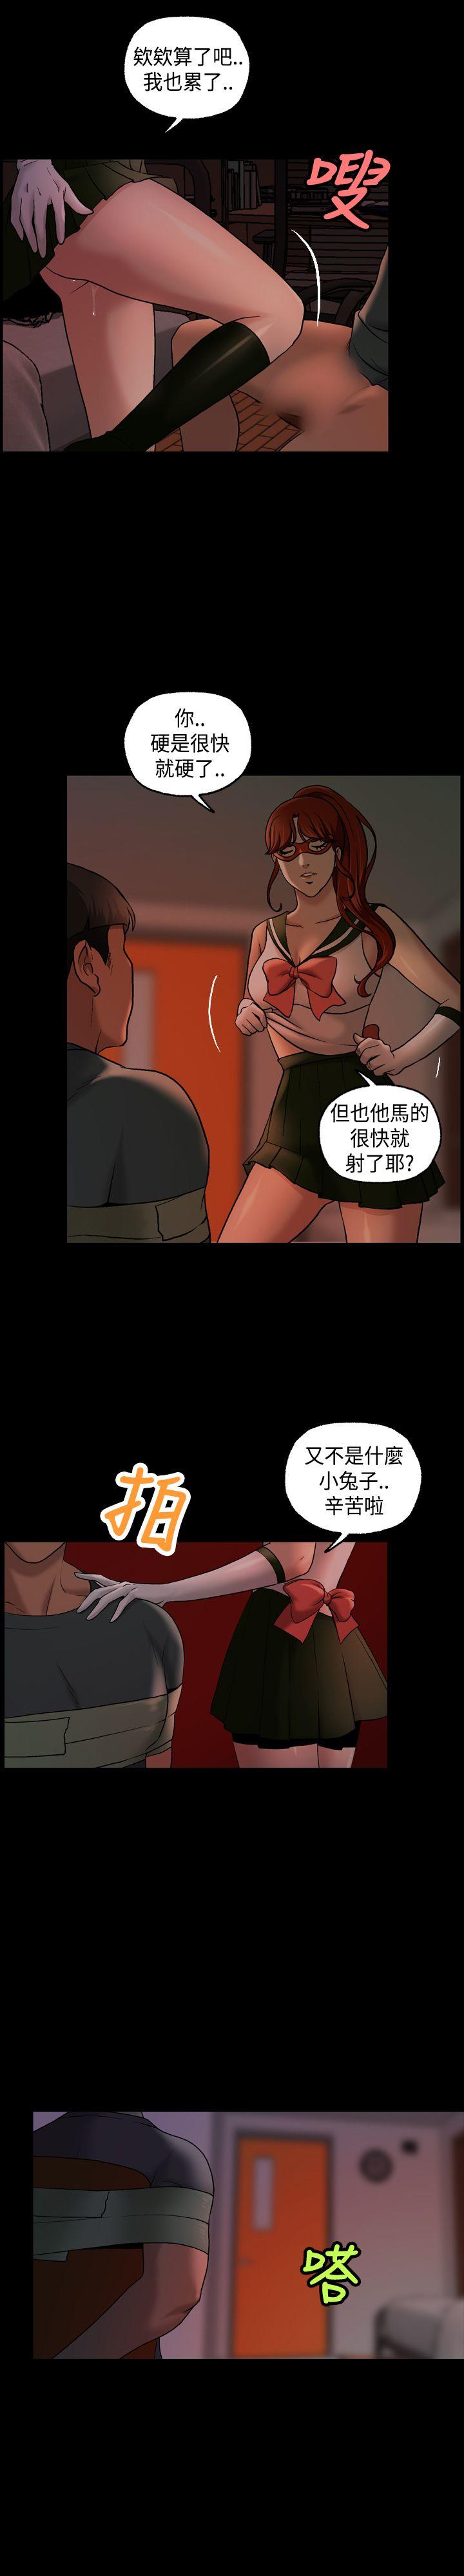 欸欸算了吧..
我也累了..
嗖
你..
硬是很快
就硬了..
但也他馬的
很快就
射了耶?
又不是什麼
小兔子..
辛苦啦
拍
嗒